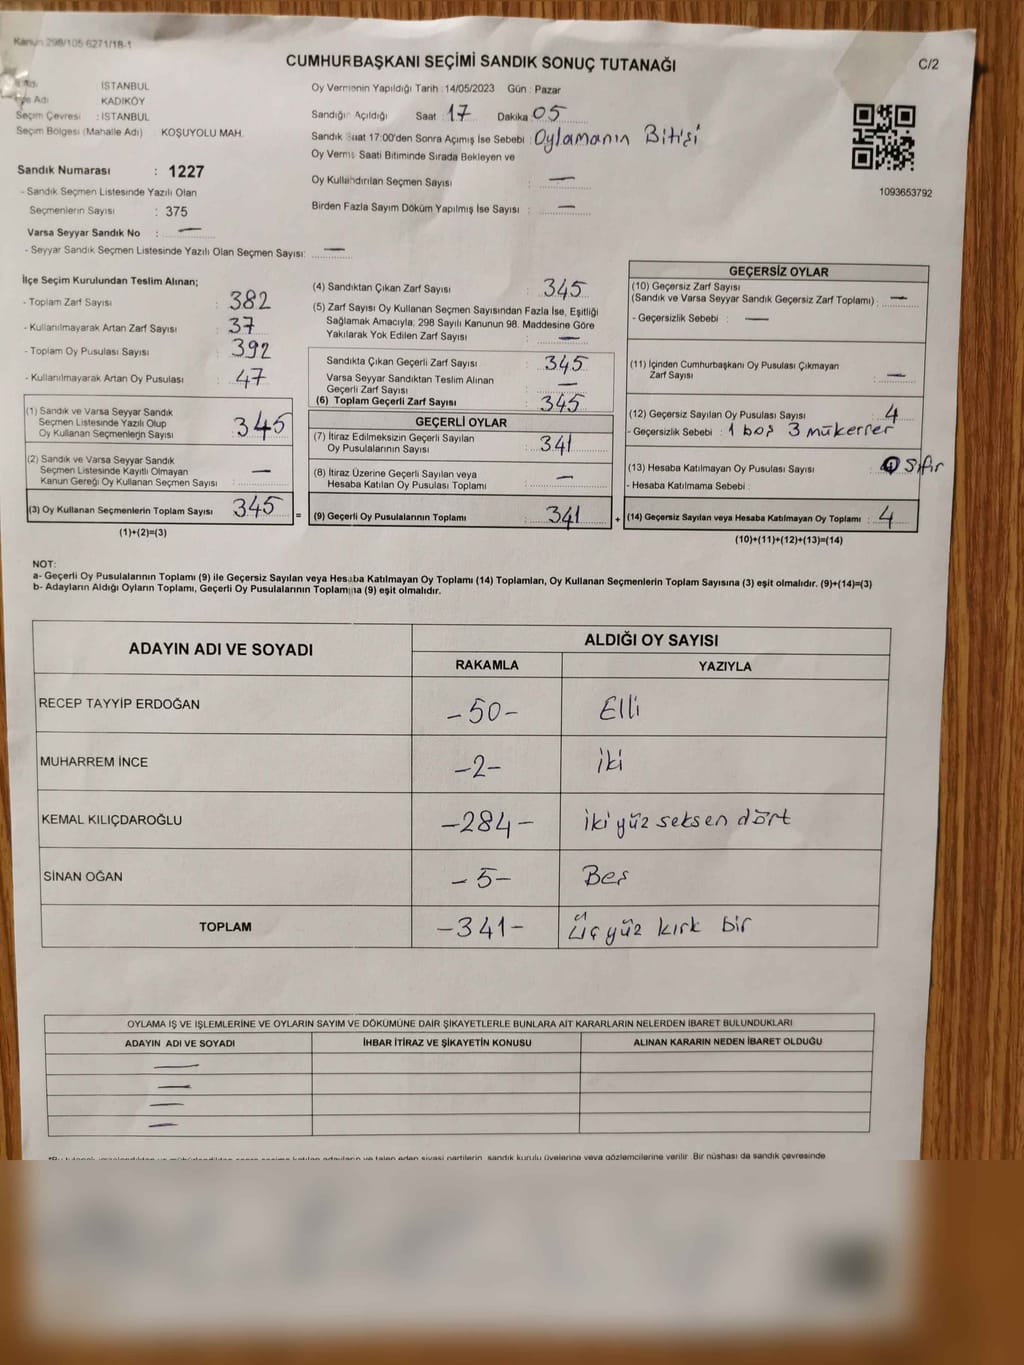 Kanun 298/105 6271/18-1
CUMHURBAŞKANI SEÇİMİ SANDIK SONUÇ TUTANAĞI
C/2
Adı İSTANBUL
Adı KADIKÖY
Seçim Çevresi : İSTANBUL
Seçim Bölgesi (Mahalle Adı) : KOŞUYOLU MAH.
Sandık Numarası : 1227
- Sandık Seçmen Listesinde Yazılı Olan
Seçmenlerin Sayısı : 375
Varsa Seyyar Sandık No : —
- Seyyar Sandık Seçmen Listesinde Yazılı Olan Seçmen Sayısı: —
Oy Vermenin Yapıldığı Tarih : 14/05/2023 Gün : Pazar
Sandığın Açıldığı Saat : 17 Dakika : 05
Sandık Saat 17:00'den Sonra Açımış İse Sebebi : Oylamanın Bitişi
Oy Verme Saati Bitiminde Sırada Bekleyen ve
Oy Kullandırılan Seçmen Sayısı : —
Birden Fazla Sayım Döküm Yapılmış İse Sayısı : —
1093653792
İlçe Seçim Kurulundan Teslim Alınan;
- Toplam Zarf Sayısı : 382
- Kullanılmayarak Artan Zarf Sayısı : 37
- Toplam Oy Pusulası Sayısı : 392
- Kullanılmayarak Artan Oy Pusulası : 47
(1) Sandık ve Varsa Seyyar Sandık
Seçmen Listesinde Yazılı Olup
Oy Kullanan Seçmenlerin Sayısı : 345
(2) Sandık ve Varsa Seyyar Sandık
Seçmen Listesinde Kayıtlı Olmayan
Kanun Gereği Oy Kullanan Seçmen Sayısı : —
(3) Oy Kullanan Seçmenlerin Toplam Sayısı : 345
(1)+(2)=(3)
(4) Sandıktan Çıkan Zarf Sayısı : 345
(5) Zarf Sayısı Oy Kullanan Seçmen Sayısından Fazla İse, Eşitliği
Sağlamak Amacıyla, 298 Sayılı Kanunun 98. Maddesine Göre
Yakılarak Yok Edilen Zarf Sayısı : —
Sandıkta Çıkan Geçerli Zarf Sayısı : 345
Varsa Seyyar Sandıktan Teslim Alınan
Geçerli Zarf Sayısı : —
(6) Toplam Geçerli Zarf Sayısı : 345
GEÇERLİ OYLAR
(7) İtiraz Edilmeksizin Geçerli Sayılan
Oy Pusulalarının Sayısı : 341
(8) İtiraz Üzerine Geçerli Sayılan veya
Hesaba Katılan Oy Pusulası Toplamı : —
(9) Geçerli Oy Pusulalarının Toplamı : 341
GEÇERSİZ OYLAR
(10) Geçersiz Zarf Sayısı
(Sandık ve Varsa Seyyar Sandık Geçersiz Zarf Toplamı) : —
- Geçersizlik Sebebi : —
(11) İçinden Cumhurbaşkanı Oy Pusulası Çıkmayan
Zarf Sayısı : —
(12) Geçersiz Sayılan Oy Pusulası Sayısı : 4
- Geçersizlik Sebebi : 1 boş 3 mükerrer
(13) Hesaba Katılmayan Oy Pusulası Sayısı : sıfır
- Hesaba Katılmama Sebebi :
(14) Geçersiz Sayılan veya Hesaba Katılmayan Oy Toplamı : 4
(10)+(11)+(12)+(13)=(14)
NOT:
a- Geçerli Oy Pusulalarının Toplamı (9) ile Geçersiz Sayılan veya Hesaba Katılmayan Oy Toplamı (14) Toplamları, Oy Kullanan Seçmenlerin Toplam Sayısına (3) eşit olmalıdır. (9)+(14)=(3)
b- Adayların Aldığı Oyların Toplamı, Geçerli Oy Pusulalarının Toplamına (9) eşit olmalıdır.
ADAYIN ADI VE SOYADI
ALDIĞI OY SAYISI
RAKAMLA YAZIYLA
RECEP TAYYİP ERDOĞAN -50- Elli
MUHARREM İNCE -2- iki
KEMAL KILIÇDAROĞLU -284- iki yüz seksen dört
SİNAN OĞAN -5- Beş
TOPLAM -341- Üç yüz kırk bir
OYLAMA İŞ VE İŞLEMLERİNE VE OYLARIN SAYIM VE DÖKÜMÜNE DAİR ŞİKAYETLERLE BUNLARA AİT KARARLARIN NELERDEN İBARET BULUNDUKLARI
ADAYIN ADI VE SOYADI İHBAR İTİRAZ VE ŞİKAYETİN KONUSU ALINAN KARARIN NEDEN İBARET OLDUĞU
—
—
—
—
siyasi partilerin, sandık kurulu üyelerine veya gözlemcilerine verilir. Bir nüshası da sandık çevresinde